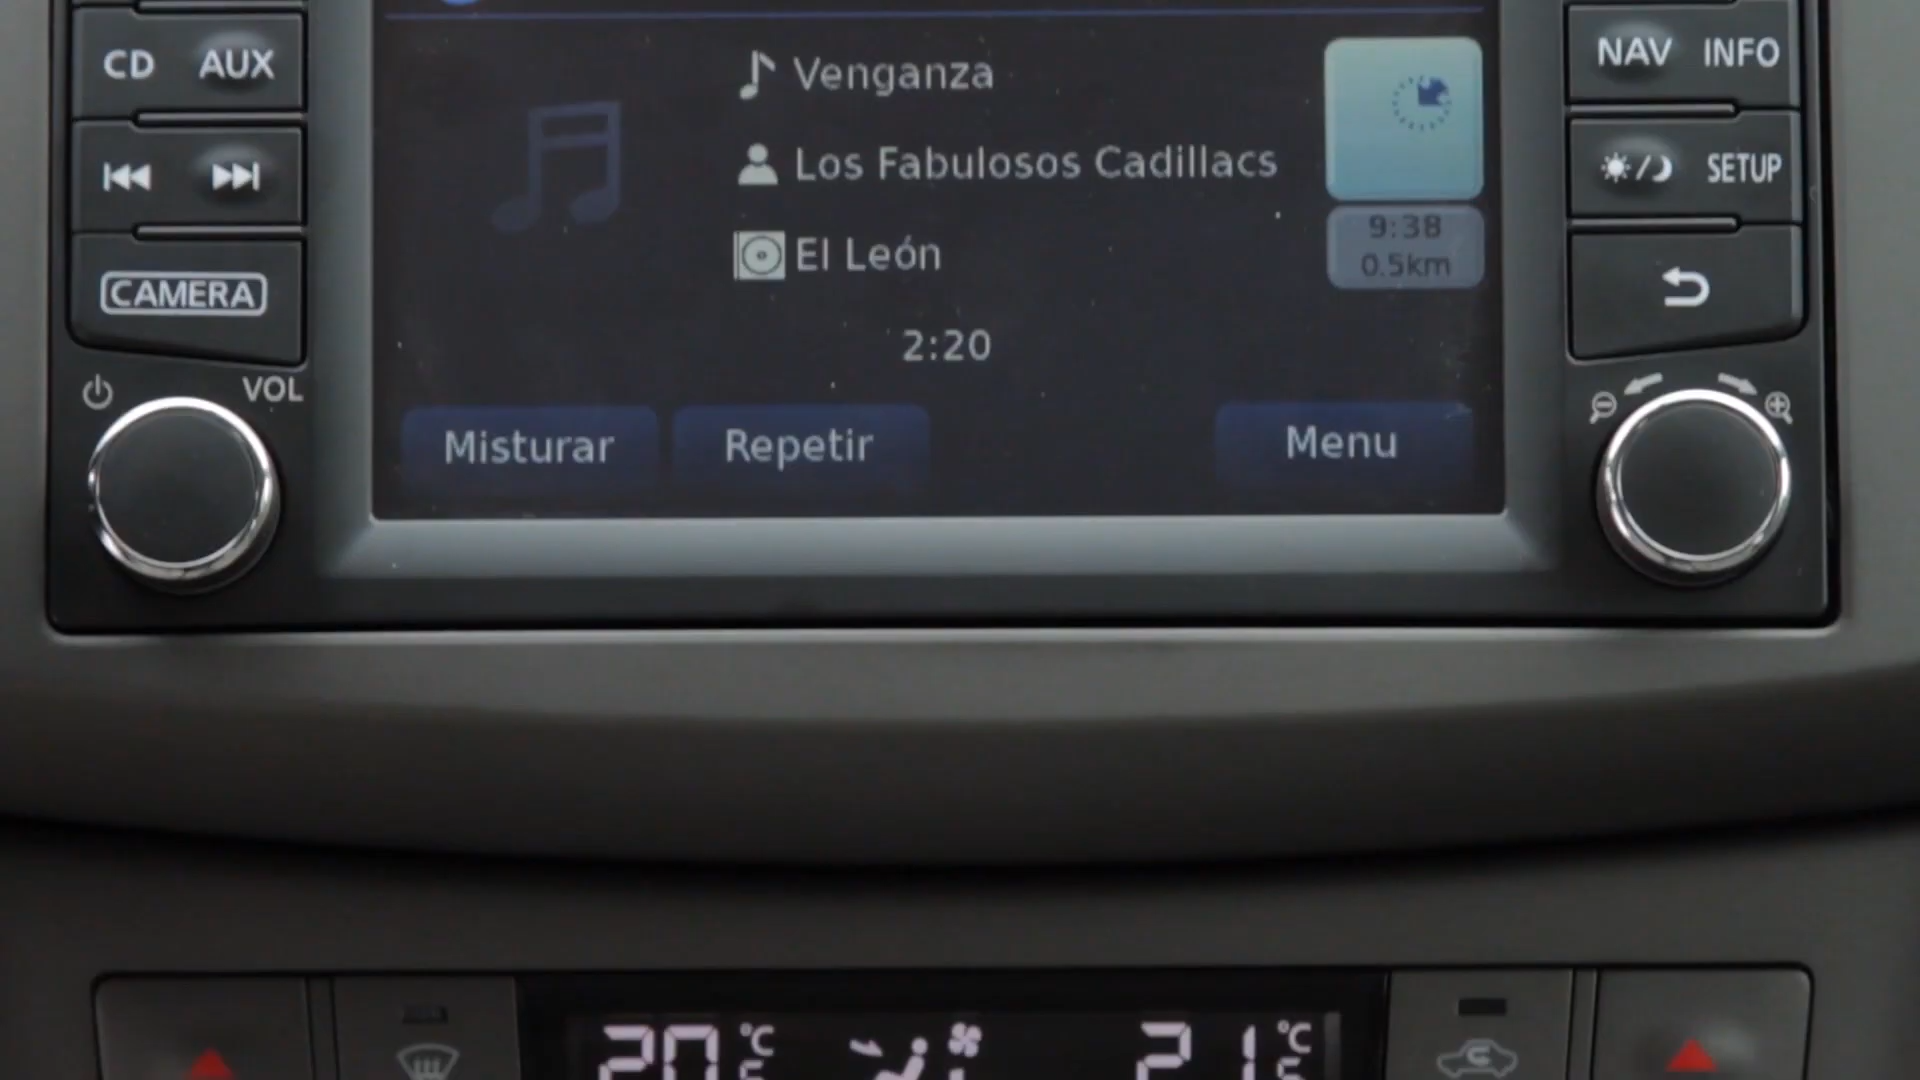 CD AUX
Venganza
NAV INFO
Los Fabulosos Cadillacs
SETUP
El León
9:38
0.5km
CAMERA
2:20
VOL
Misturar
Repetir
Menu
20°C
21°C